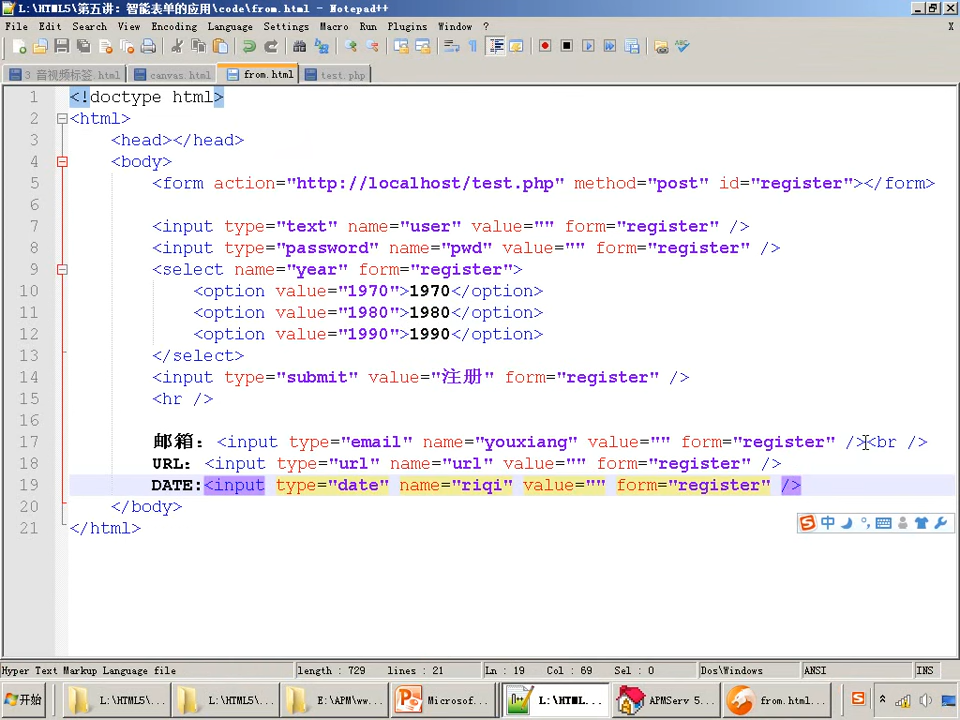 L:\HTML5\第五讲：智能表单的应用\code\from.html - Notepad++
File Edit Search View Encoding Language Settings Macro Run Plugins Window ? X
3 音视频标签.html canvas.html from.html test.php
1 <!doctype html>
2 <html>
3 <head></head>
4 <body>
5 <form action="http://localhost/test.php" method="post" id="register"></form>
6
7 <input type="text" name="user" value="" form="register" />
8 <input type="password" name="pwd" value="" form="register" />
9 <select name="year" form="register">
10 <option value="1970">1970</option>
11 <option value="1980">1980</option>
12 <option value="1990">1990</option>
13 </select>
14 <input type="submit" value="注册" form="register" />
15 <hr />
16
17 邮箱：<input type="email" name="youxiang" value="" form="register" /><br />
18 URL: <input type="url" name="url" value="" form="register" />
19 DATE:<input type="date" name="riqi" value="" form="register" />
20 </body>
21 </html>
中
Hyper Text Markup Language file length : 729 lines : 21 Ln : 19 Col : 69 Sel : 0 Dos\Windows ANSI INS
开始 L:\HTML5\... L:\HTML5\... E:\APM\ww... Microsof... L:\HTML... APMServ 5... from.html...